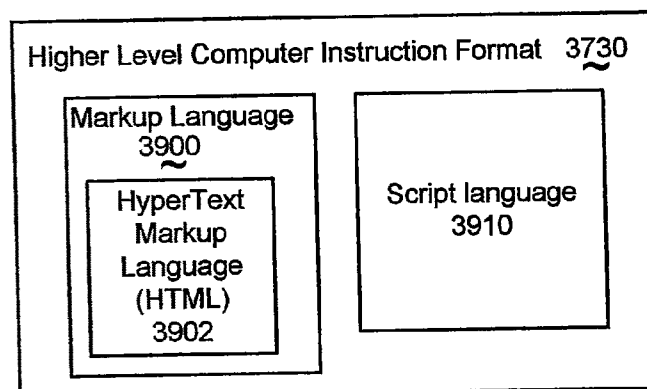 Higher Level Computer Instruction Format 3730
Markup Language
3900
HyperText
Markup
Language
(HTML)
3902
Script language
3910